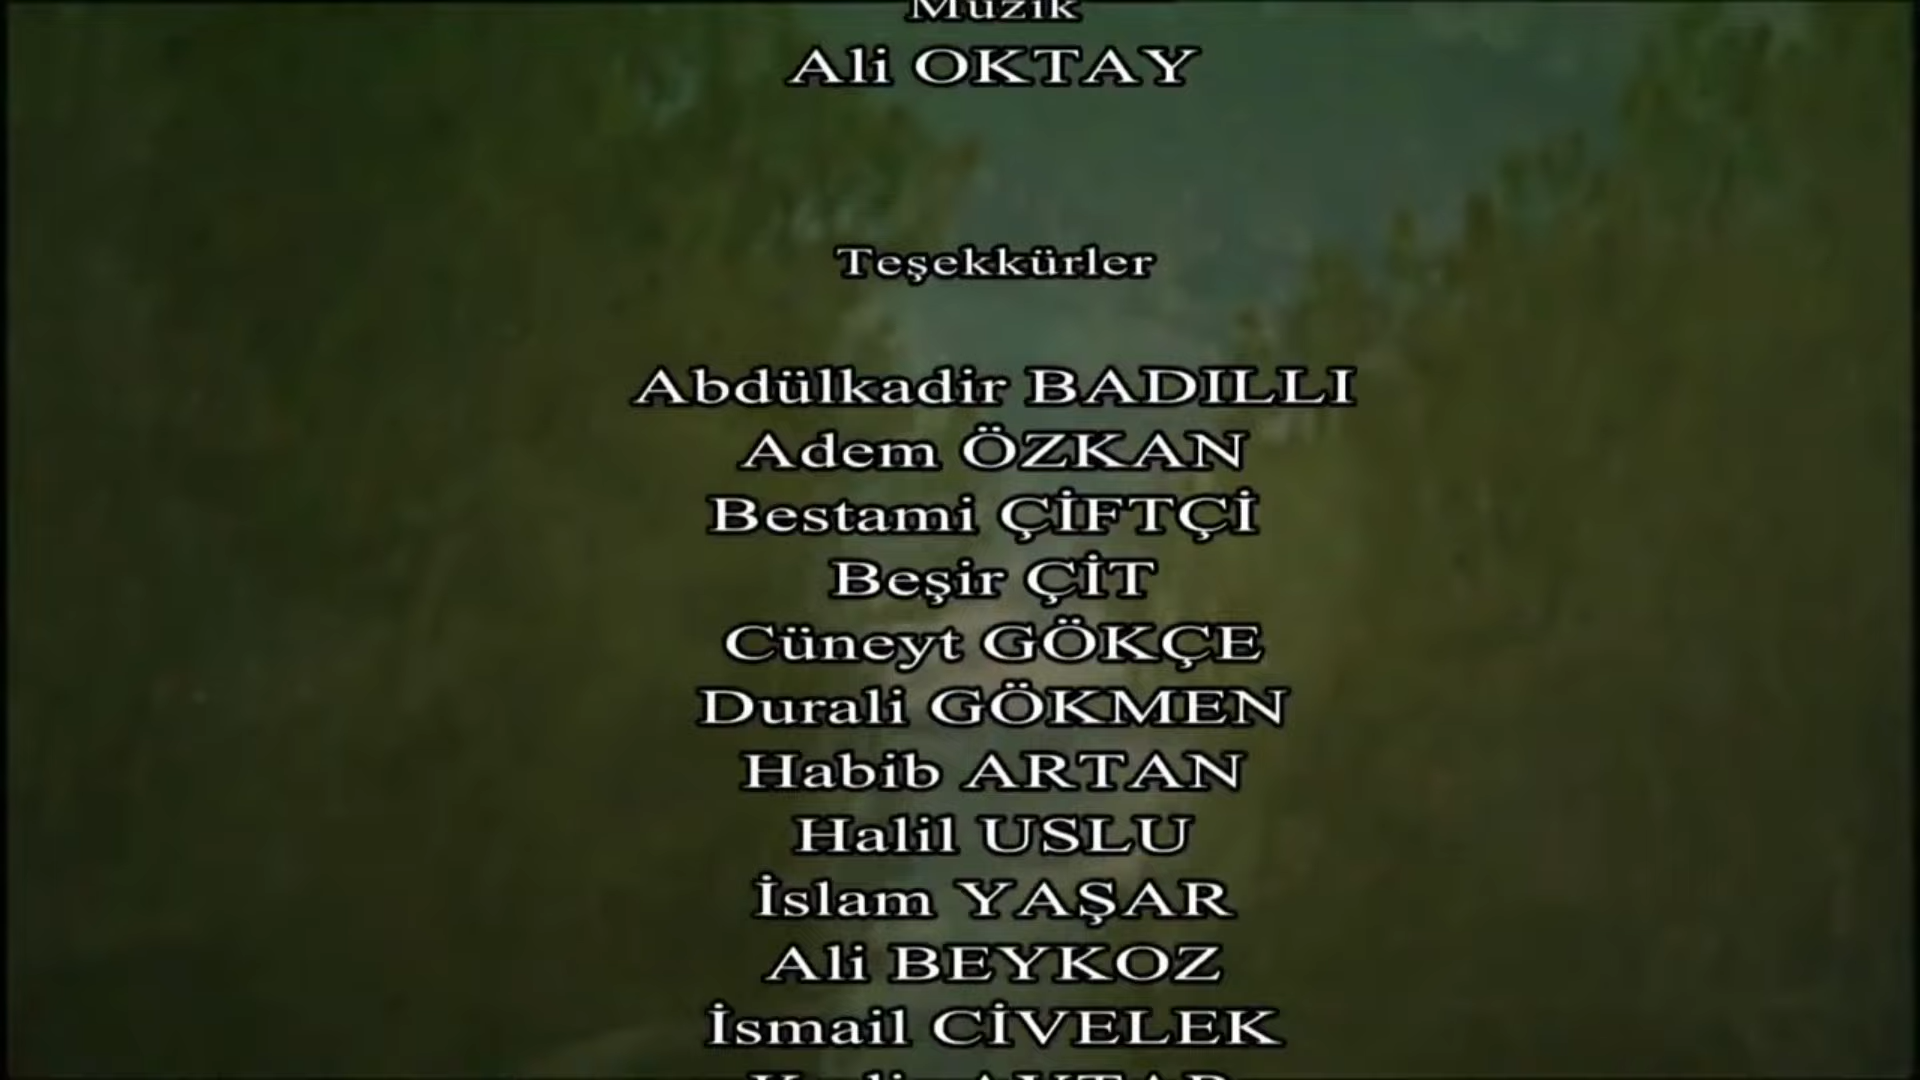 Müzik
Ali OKTAY
Teşekkürler
Abdülkadir BADILLI
Adem ÖZKAN
Bestami ÇİFTÇİ
Beşir ÇİT
Cüneyt GÖKÇE
Durali GÖKMEN
Habib ARTAN
Halil USLU
İslam YAŞAR
Ali BEYKOZ
İsmail CİVELEK